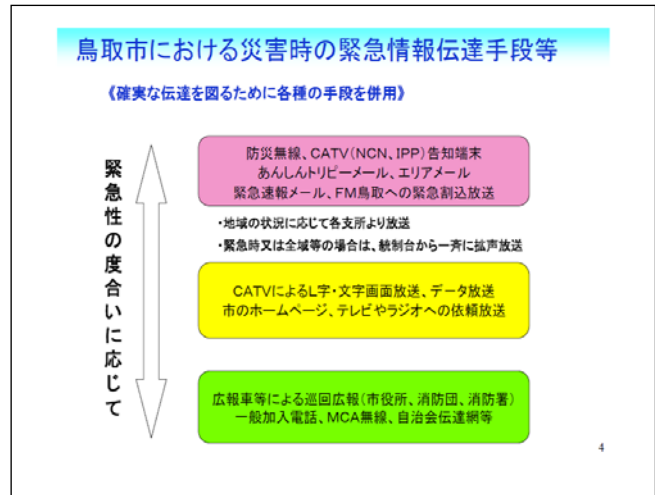 鳥取市における災害時の緊急情報伝達手段等
《確実な伝達を図るために各種の手段を併用》
緊急性の度合いに応じて
防災無線、CATV(NCN、IPP)告知端末
あんしんトリピーメール、エリアメール
緊急速報メール、FM鳥取への緊急割込放送
・地域の状況に応じて各支所より放送
・緊急時又は全域等の場合は、統制台から一斉に拡声放送
CATVによるL字・文字画面放送、データ放送
市のホームページ、テレビやラジオへの依頼放送
広報車等による巡回広報(市役所、消防団、消防署)
一般加入電話、MCA無線、自治会伝達網等
4